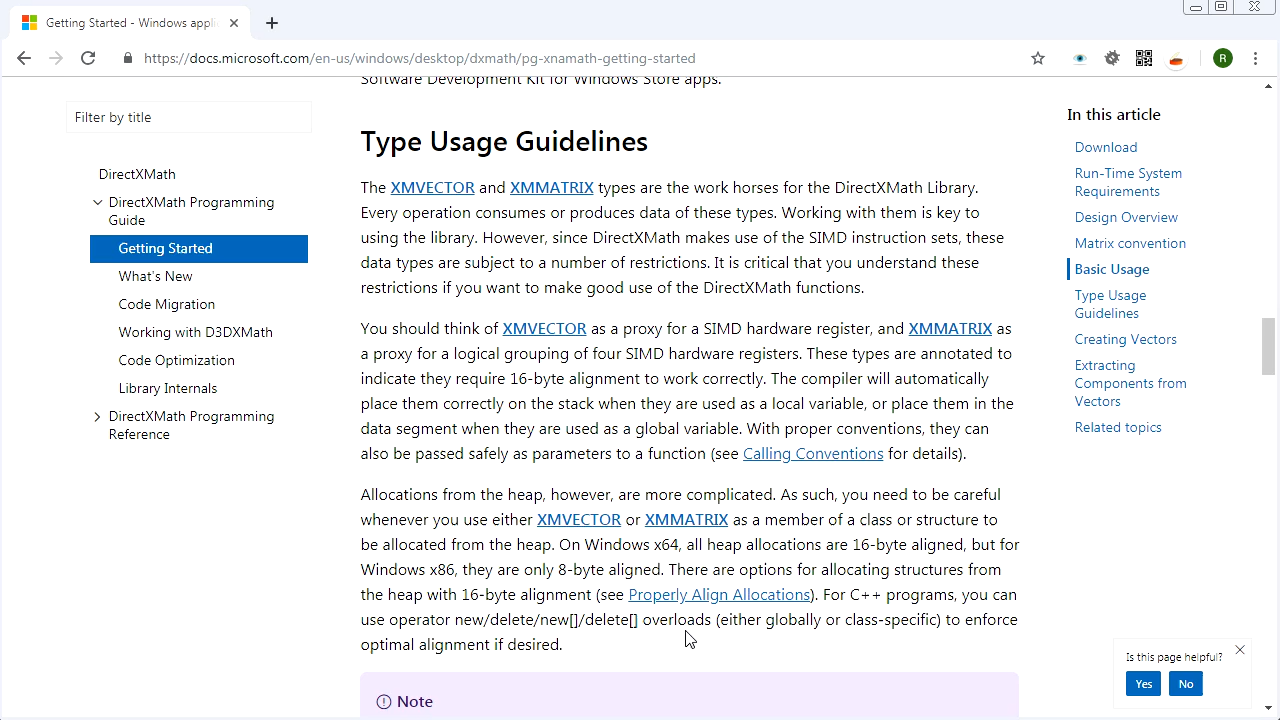 Getting Started - Windows appli
https://docs.microsoft.com/en-us/windows/desktop/dxmath/pg-xnamath-getting-started
R
Software Development Kit for Windows Store apps.
Filter by title
DirectXMath
DirectXMath Programming
Guide
Getting Started
What's New
Code Migration
Working with D3DXMath
Code Optimization
Library Internals
DirectXMath Programming
Reference
Type Usage Guidelines
The XMVECTOR and XMMATRIX types are the work horses for the DirectXMath Library.
Every operation consumes or produces data of these types. Working with them is key to
using the library. However, since DirectXMath makes use of the SIMD instruction sets, these
data types are subject to a number of restrictions. It is critical that you understand these
restrictions if you want to make good use of the DirectXMath functions.
You should think of XMVECTOR as a proxy for a SIMD hardware register, and XMMATRIX as
a proxy for a logical grouping of four SIMD hardware registers. These types are annotated to
indicate they require 16-byte alignment to work correctly. The compiler will automatically
place them correctly on the stack when they are used as a local variable, or place them in the
data segment when they are used as a global variable. With proper conventions, they can
also be passed safely as parameters to a function (see Calling Conventions for details).
Allocations from the heap, however, are more complicated. As such, you need to be careful
whenever you use either XMVECTOR or XMMATRIX as a member of a class or structure to
be allocated from the heap. On Windows x64, all heap allocations are 16-byte aligned, but for
Windows x86, they are only 8-byte aligned. There are options for allocating structures from
the heap with 16-byte alignment (see Properly Align Allocations). For C++ programs, you can
use operator new/delete/new[]/delete[] overloads (either globally or class-specific) to enforce
optimal alignment if desired.
Note
In this article
Download
Run-Time System
Requirements
Design Overview
Matrix convention
Basic Usage
Type Usage
Guidelines
Creating Vectors
Extracting
Components from
Vectors
Related topics
Is this page helpful?
Yes
No